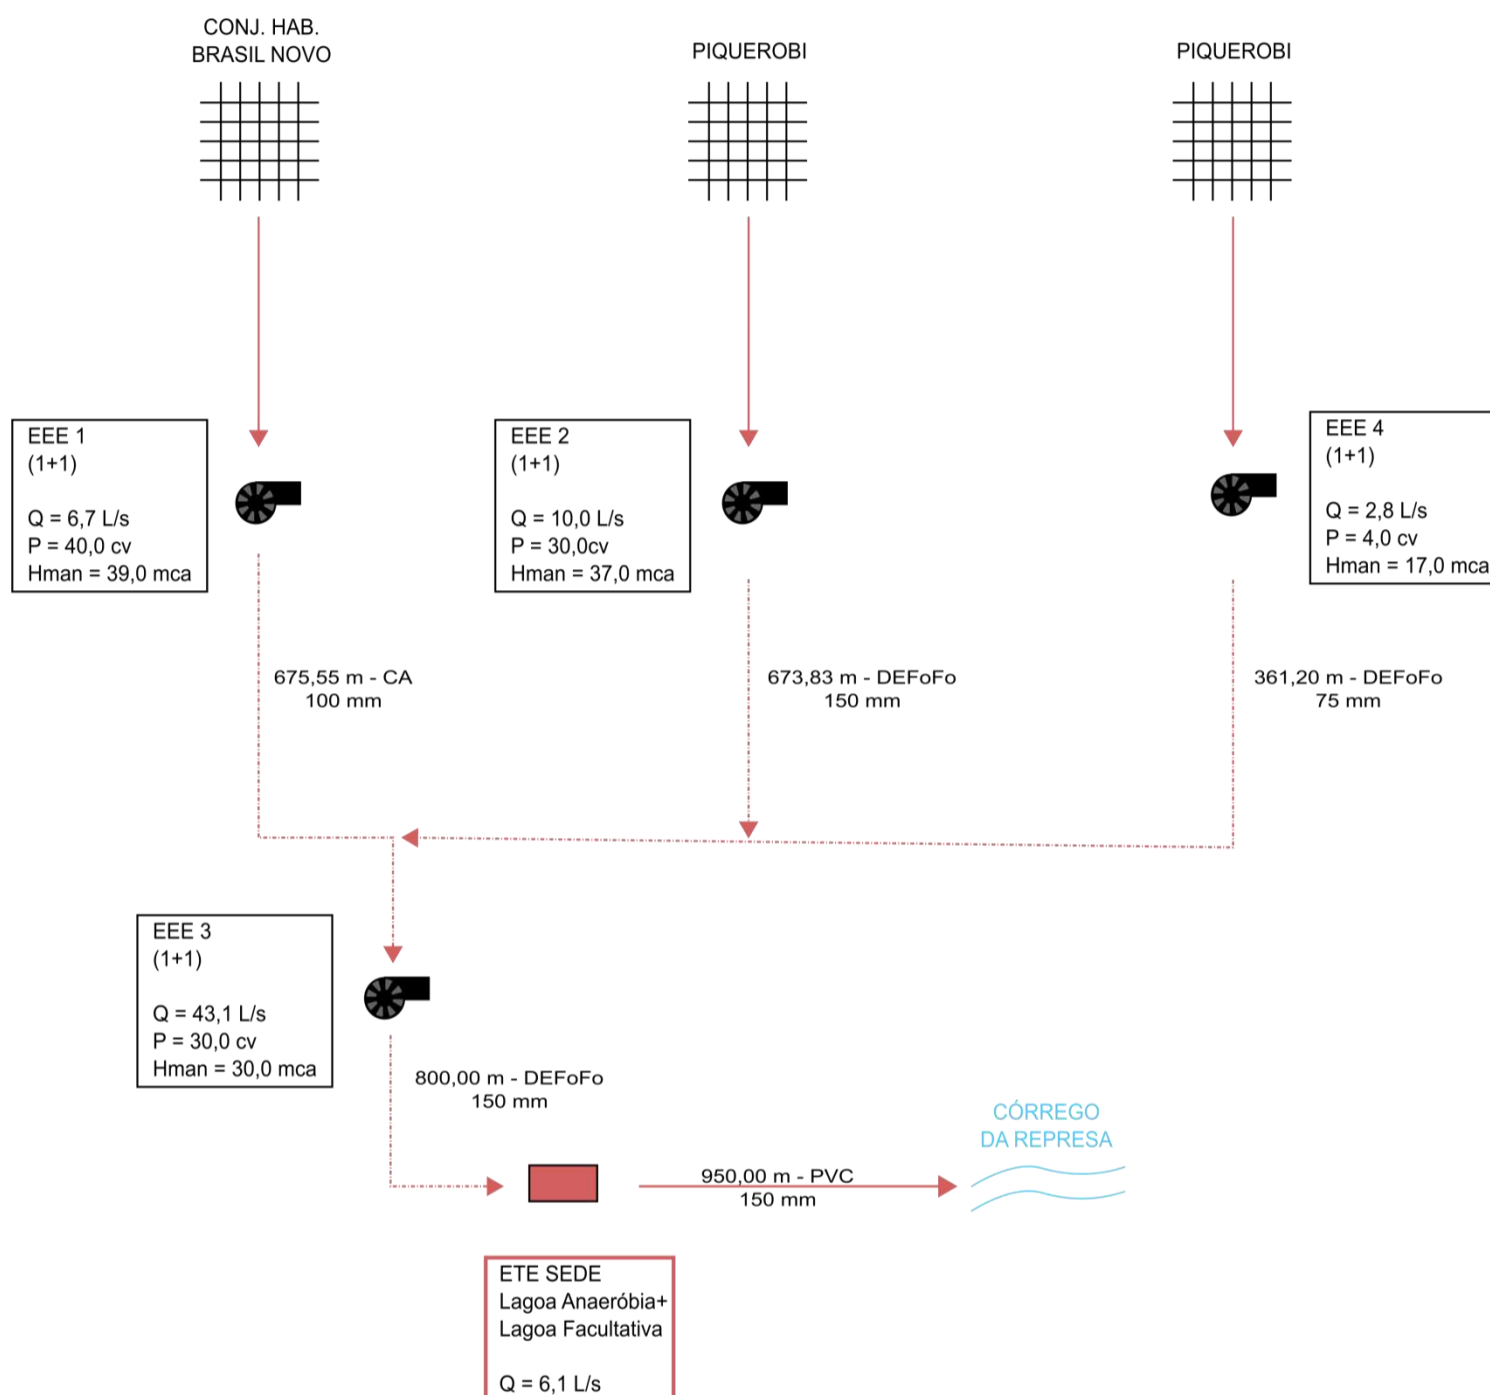 CONJ. HAB.
BRASIL NOVO
PIQUEROBI
PIQUEROBI
EEE 1
(1+1)
Q = 6,7 L/s
P = 40,0 cv
Hman = 39,0 mca
EEE 2
(1+1)
Q = 10,0 L/s
P = 30,0cv
Hman = 37,0 mca
EEE 4
(1+1)
Q = 2,8 L/s
P = 4,0 cv
Hman = 17,0 mca
675,55 m - CA
100 mm
673,83 m - DEFoFo
150 mm
361,20 m - DEFoFo
75 mm
EEE 3
(1+1)
Q = 43,1 L/s
P = 30,0 cv
Hman = 30,0 mca
800,00 m - DEFoFo
150 mm
950,00 m - PVC
150 mm
CÓRREGO
DA REPRESA
ETE SEDE
Lagoa Anaeróbia+
Lagoa Facultativa
Q = 6,1 L/s